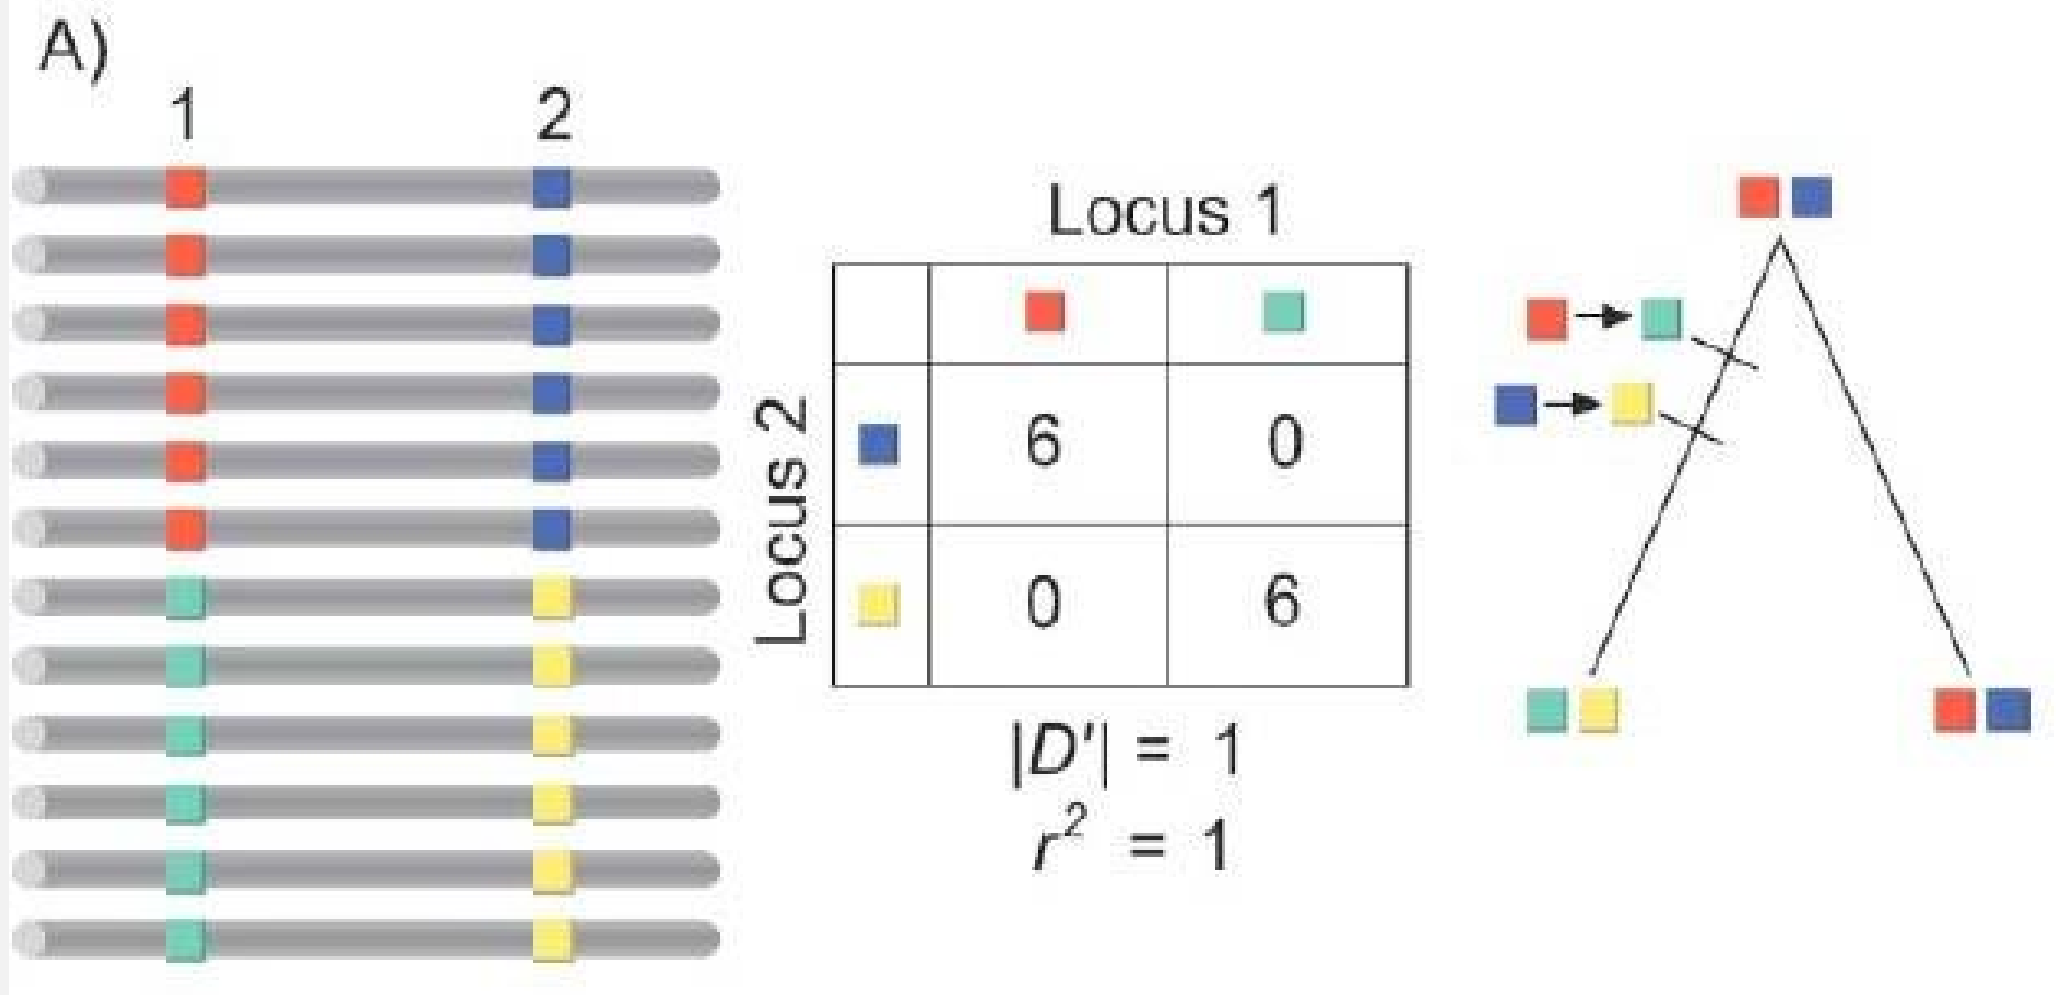 A)
1 2
Locus 1
Locus 2
6 0
0 6
|D′| = 1
r² = 1